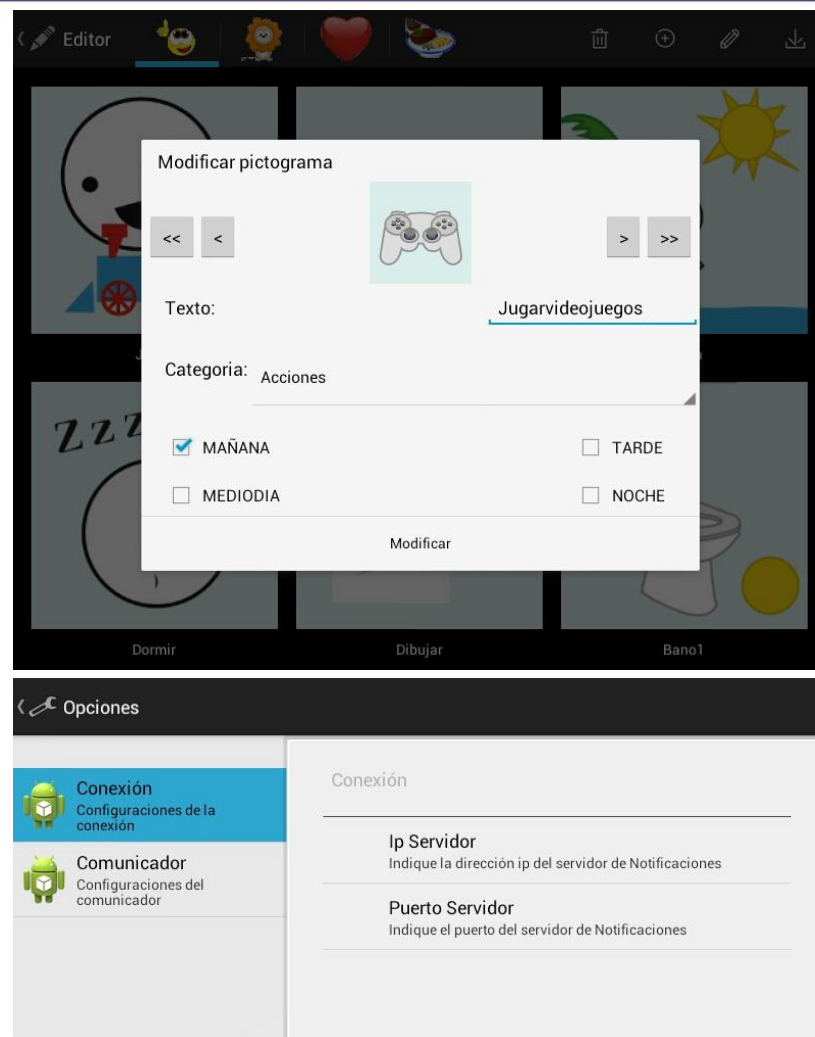 Editor
Modificar pictograma
<< < > >>
Texto: Jugarvideojuegos
Categoria: Acciones
MAÑANA TARDE
MEDIODIA NOCHE
Modificar
ZZZ
Dormir Dibujar Bano1
Opciones
Conexión
Configuraciones de la
conexión
Comunicador
Configuraciones del
comunicador
Conexión
Ip Servidor
Indique la dirección ip del servidor de Notificaciones
Puerto Servidor
Indique el puerto del servidor de Notificaciones